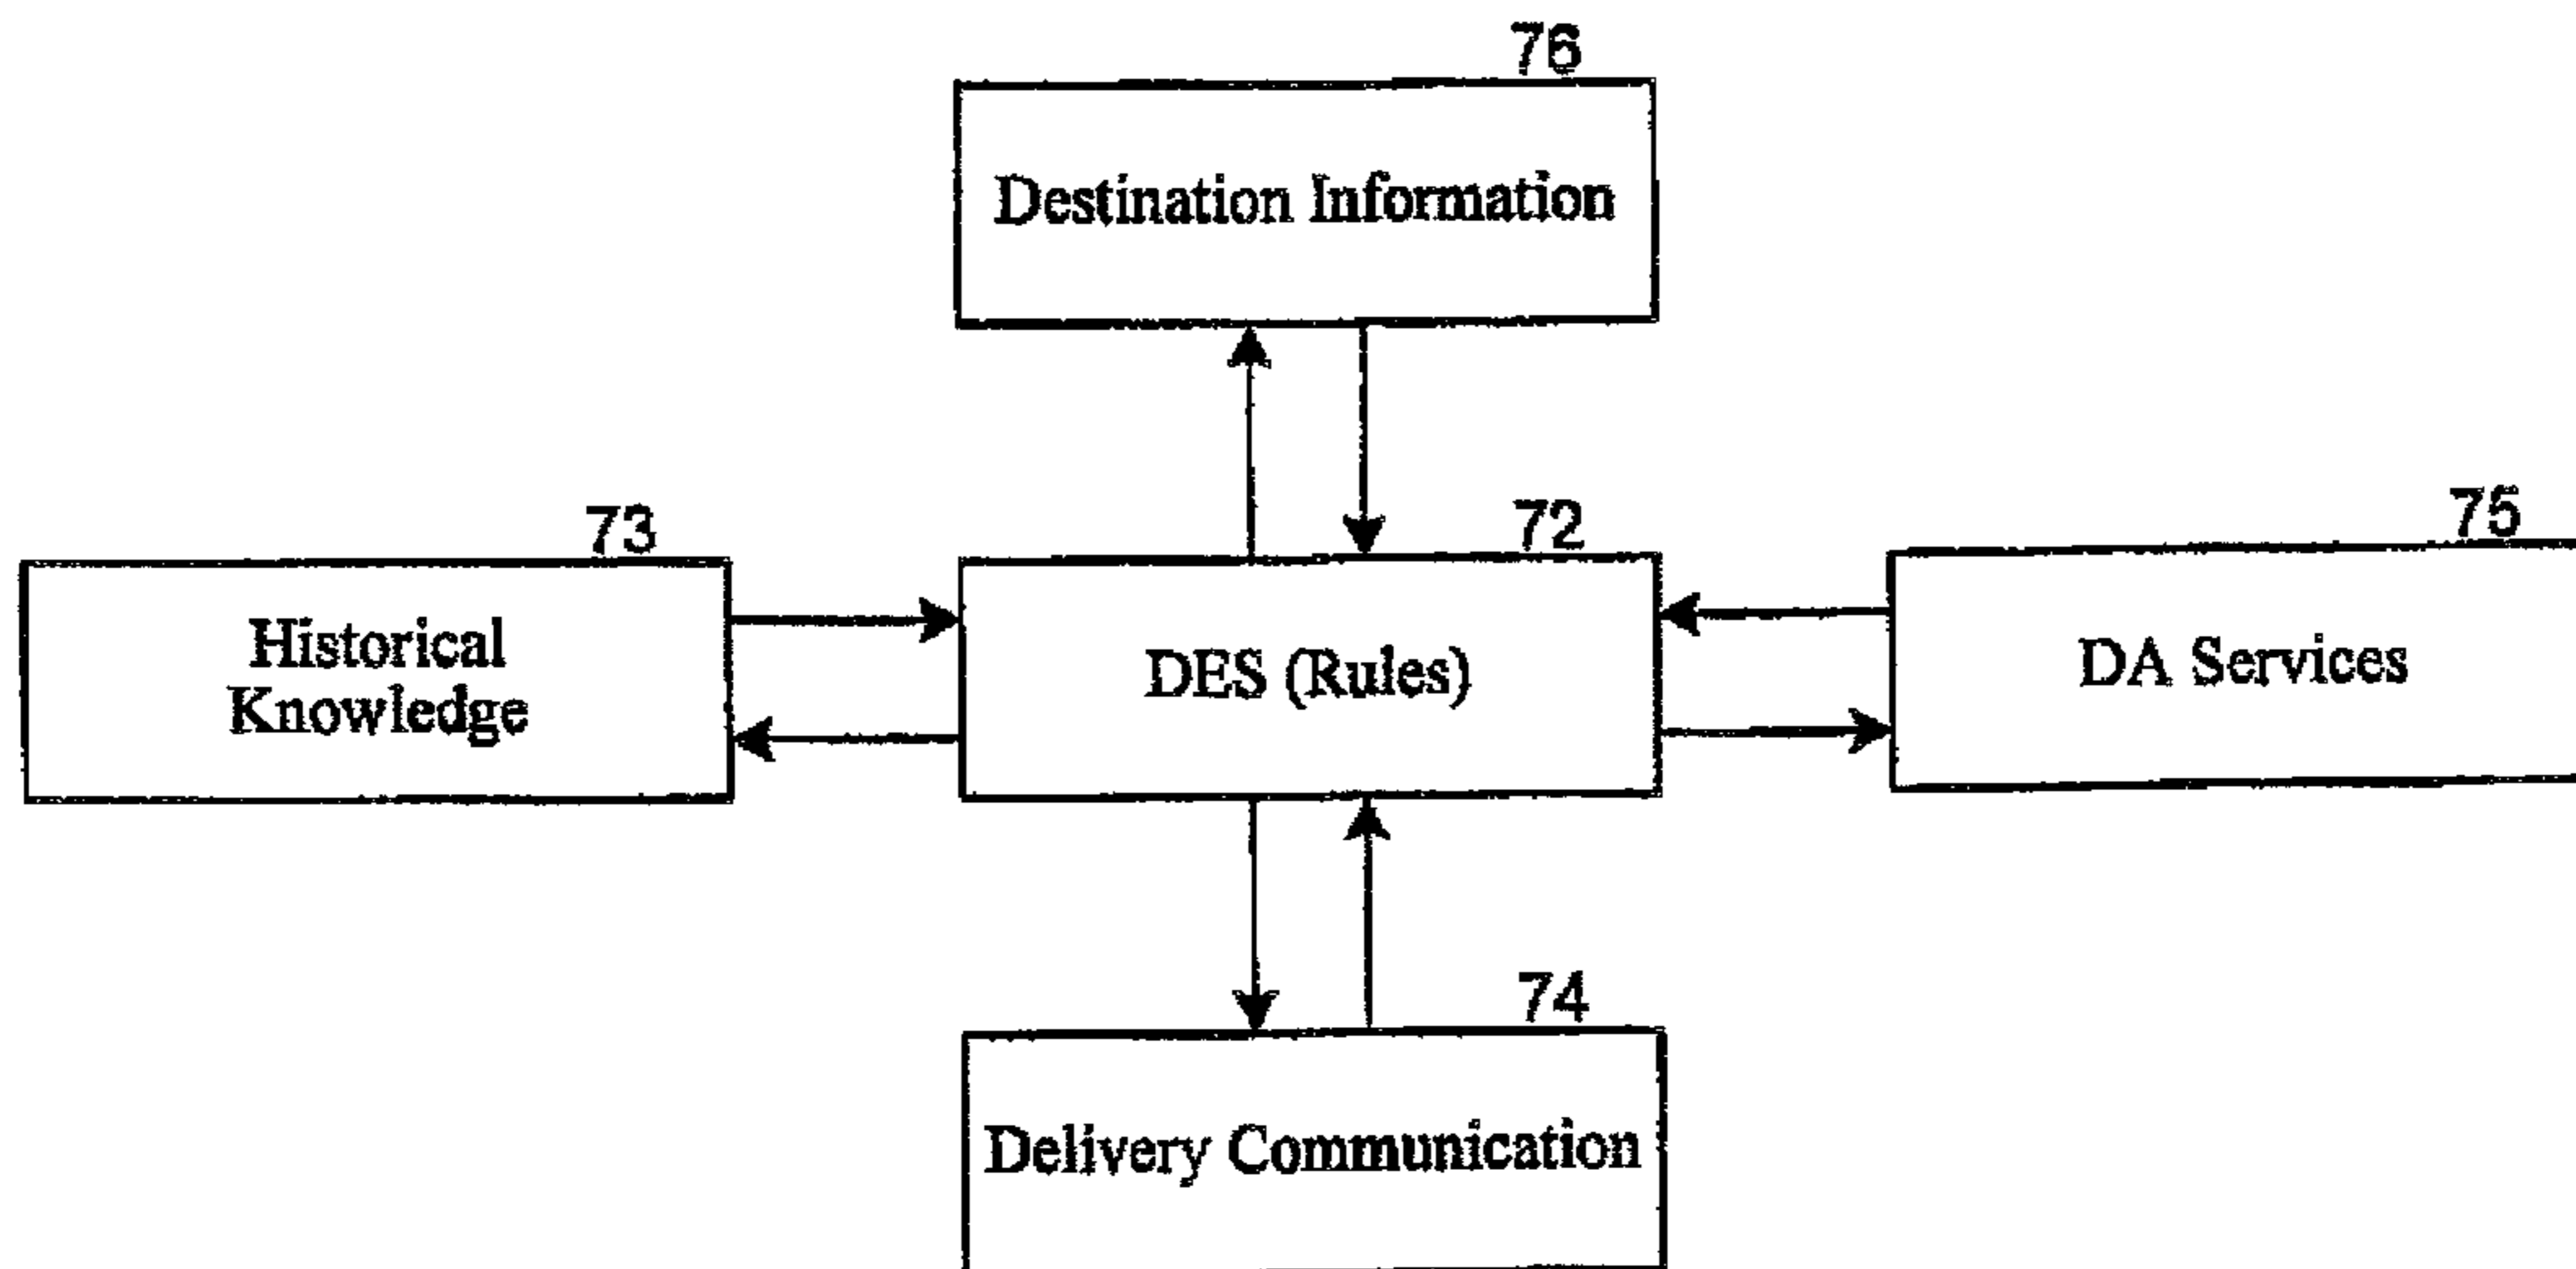 76
Destination Information
73
Historical
Knowledge
72
DES (Rules)
75
DA Services
74
Delivery Communication